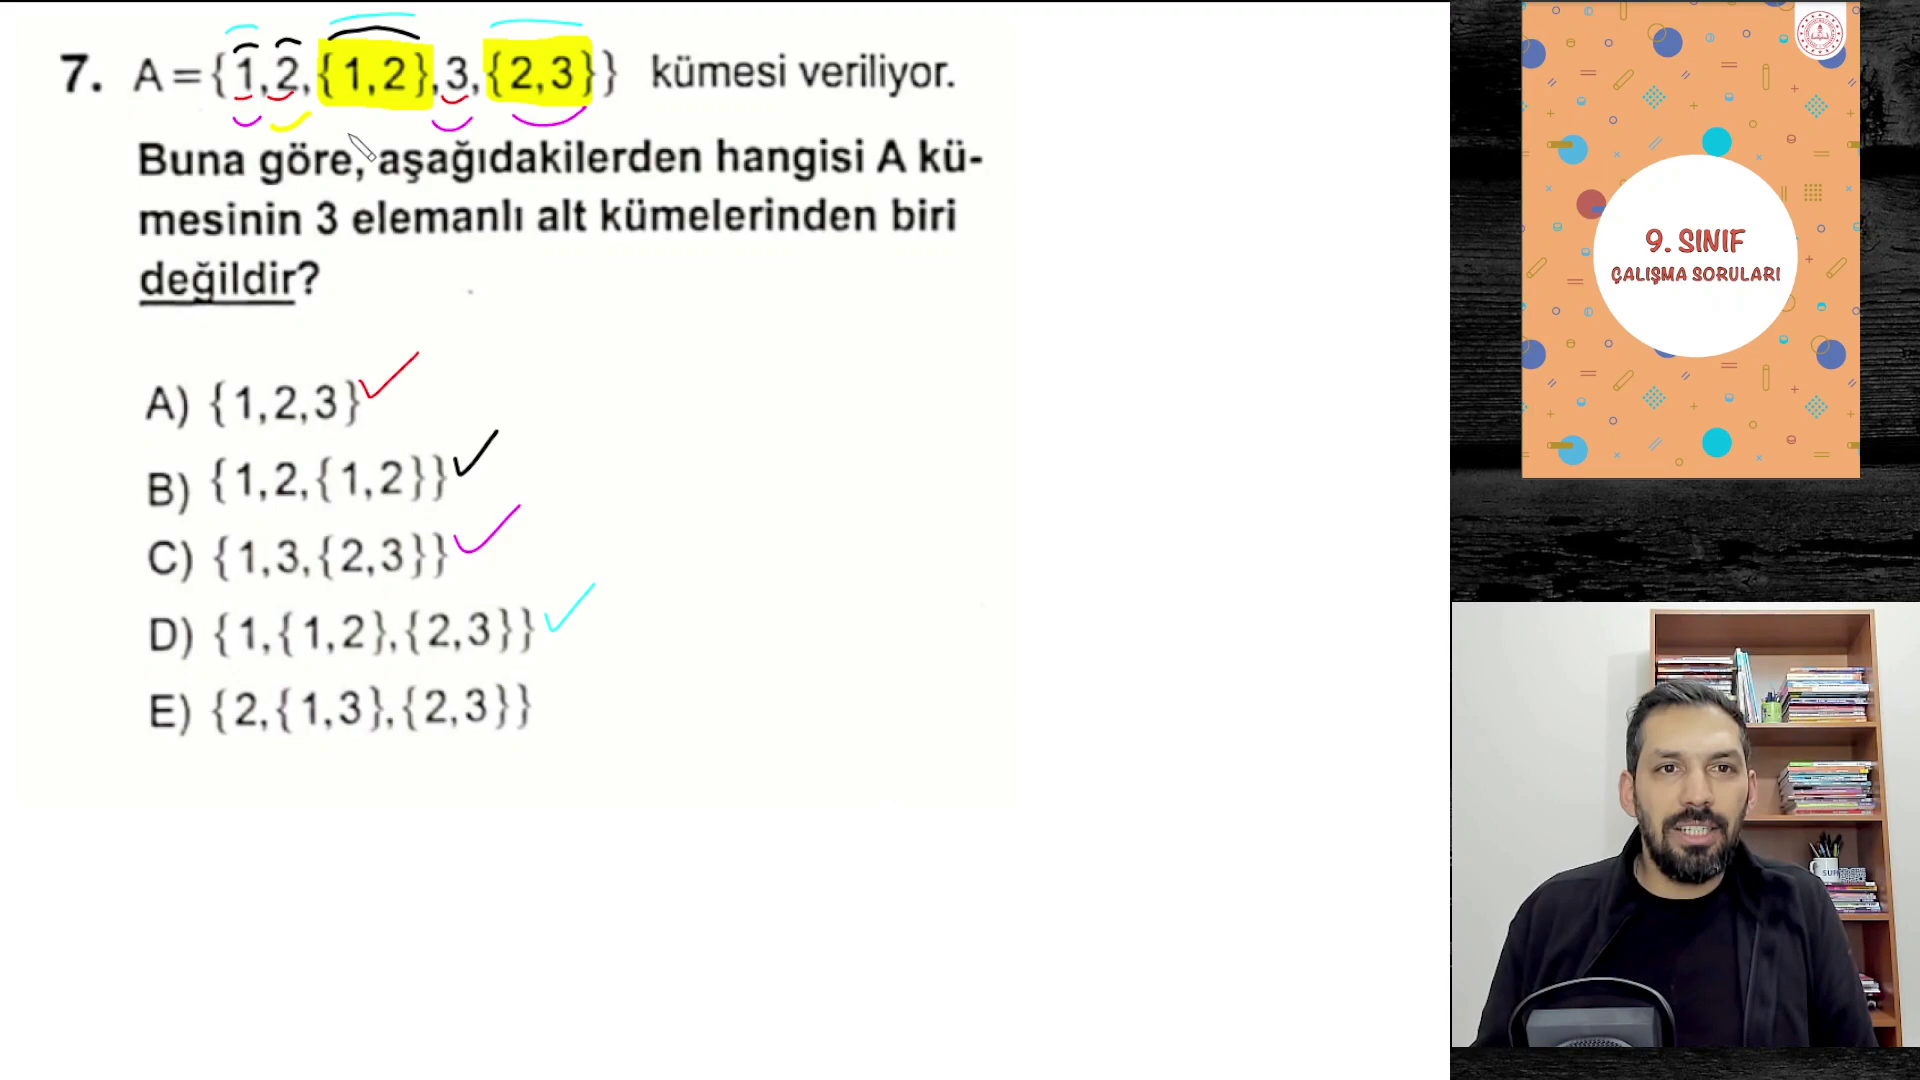 7. A = {1,2,{1,2},3,{2,3}} kümesi veriliyor.
Buna göre, aşağıdakilerden hangisi A kü-
mesinin 3 elemanlı alt kümelerinden biri
değildir?
A) {1,2,3}
B) {1,2,{1,2}}
C) {1,3,{2,3}}
D) {1,{1,2},{2,3}}
E) {2,{1,3},{2,3}}
9. SINIF
ÇALIŞMA SORULARI